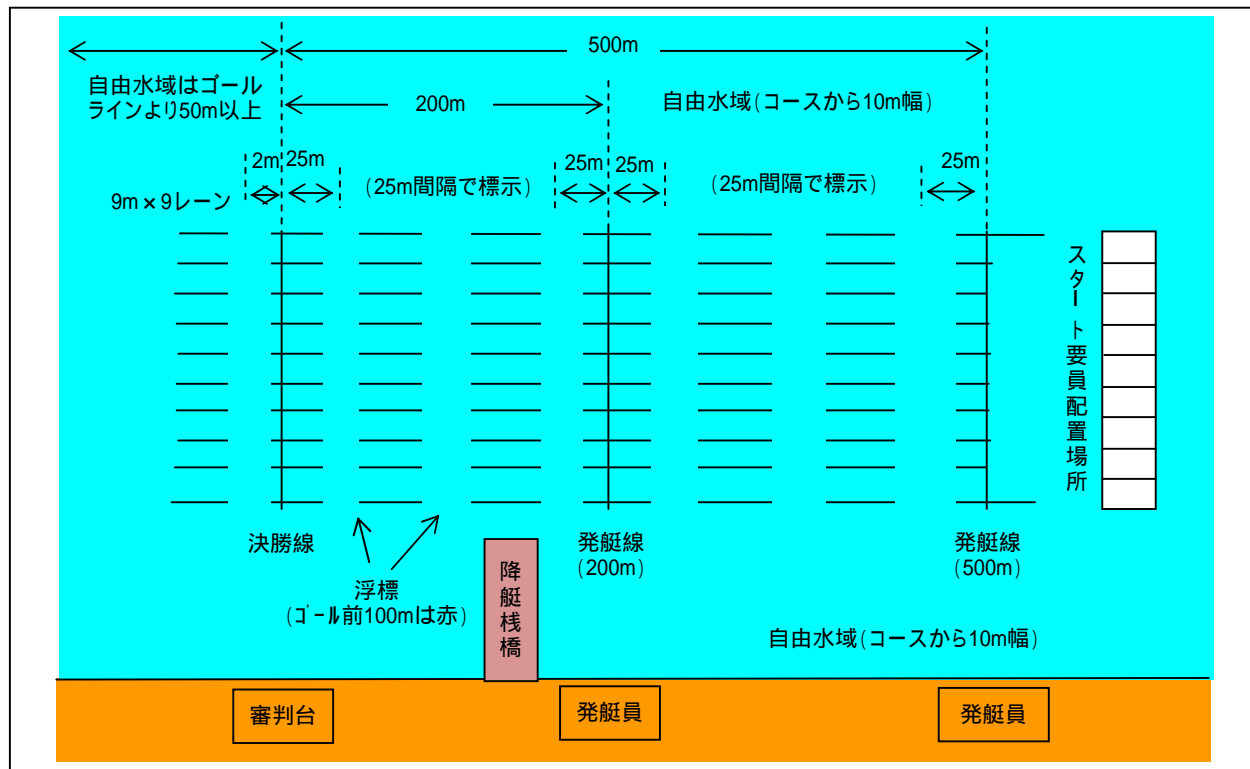 500m
自由水域はゴール
ラインより50m以上
200m
自由水域(コースから10m幅)
2m
25m
(25m間隔で標示)
25m
25m
(25m間隔で標示)
25m
9m×9レーン
スタート要員配置場所
決勝線
発艇線
(200m)
発艇線
(500m)
浮標
(ｺﾞｰﾙ前100mは赤)
降艇桟橋
自由水域(コースから10m幅)
審判台
発艇員
発艇員